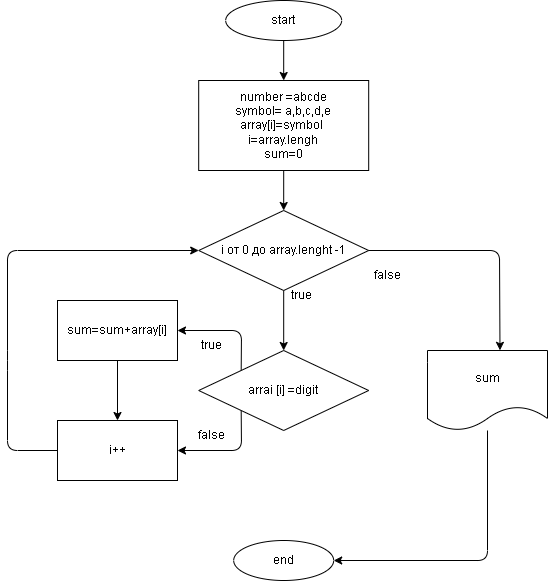 start
number =abcde
symbol= a,b,c,d,e
array[i]=symbol
i=array.lengh
sum=0
i от 0 до array.lenght -1
false
true
sum=sum+array[i]
true
arrai [i] =digit
sum
false
i++
end